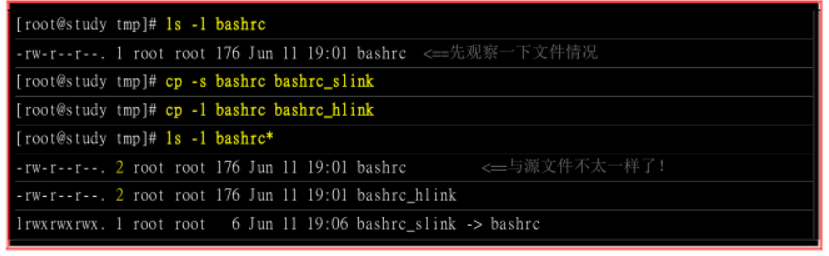 [root@study tmp]# ls -l bashrc
-rw-r--r--. 1 root root 176 Jun 11 19:01 bashrc <==先观察一下文件情况
[root@study tmp]# cp -s bashrc bashrc_slink
[root@study tmp]# cp -l bashrc bashrc_hlink
[root@study tmp]# ls -l bashrc*
-rw-r--r--. 2 root root 176 Jun 11 19:01 bashrc <==与源文件不太一样了!
-rw-r--r--. 2 root root 176 Jun 11 19:01 bashrc_hlink
lrwxrwxrwx. 1 root root 6 Jun 11 19:06 bashrc_slink -> bashrc